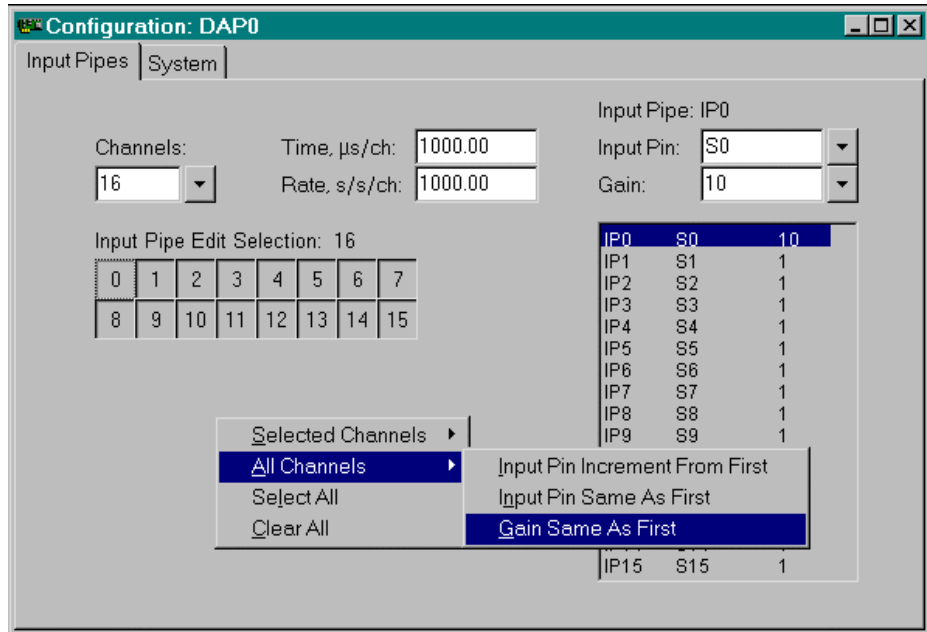 Configuration: DAP0
Input Pipes System
Input Pipe: IP0
Channels: Time, µs/ch: 1000.00 Input Pin: S0
16 Rate, s/s/ch: 1000.00 Gain: 10
Input Pipe Edit Selection: 16
0 1 2 3 4 5 6 7
8 9 10 11 12 13 14 15
IP0 S0 10
IP1 S1 1
IP2 S2 1
IP3 S3 1
IP4 S4 1
IP5 S5 1
IP6 S6 1
IP7 S7 1
IP8 S8 1
IP9 S9 1
Selected Channels
All Channels
Select All
Clear All
Input Pin Increment From First
Input Pin Same As First
Gain Same As First
IP15 S15 1